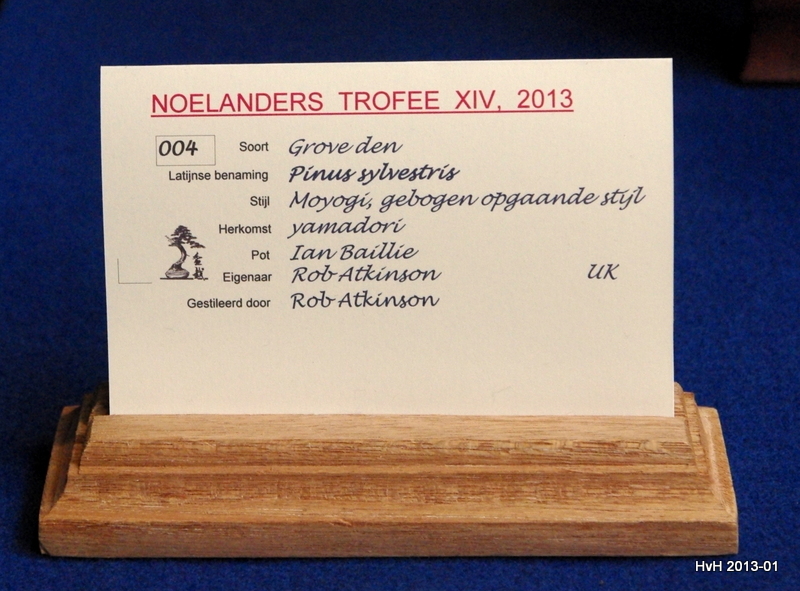 NOELANDERS TROFEE XIV, 2013
004 Soort Grove den
Latijnse benaming Pinus sylvestris
Stijl Moyogi, gebogen opgaande stijl
Herkomst yamadori
Pot Ian Baillie
Eigenaar Rob Atkinson UK
Gestileerd door Rob Atkinson
HvH 2013-01